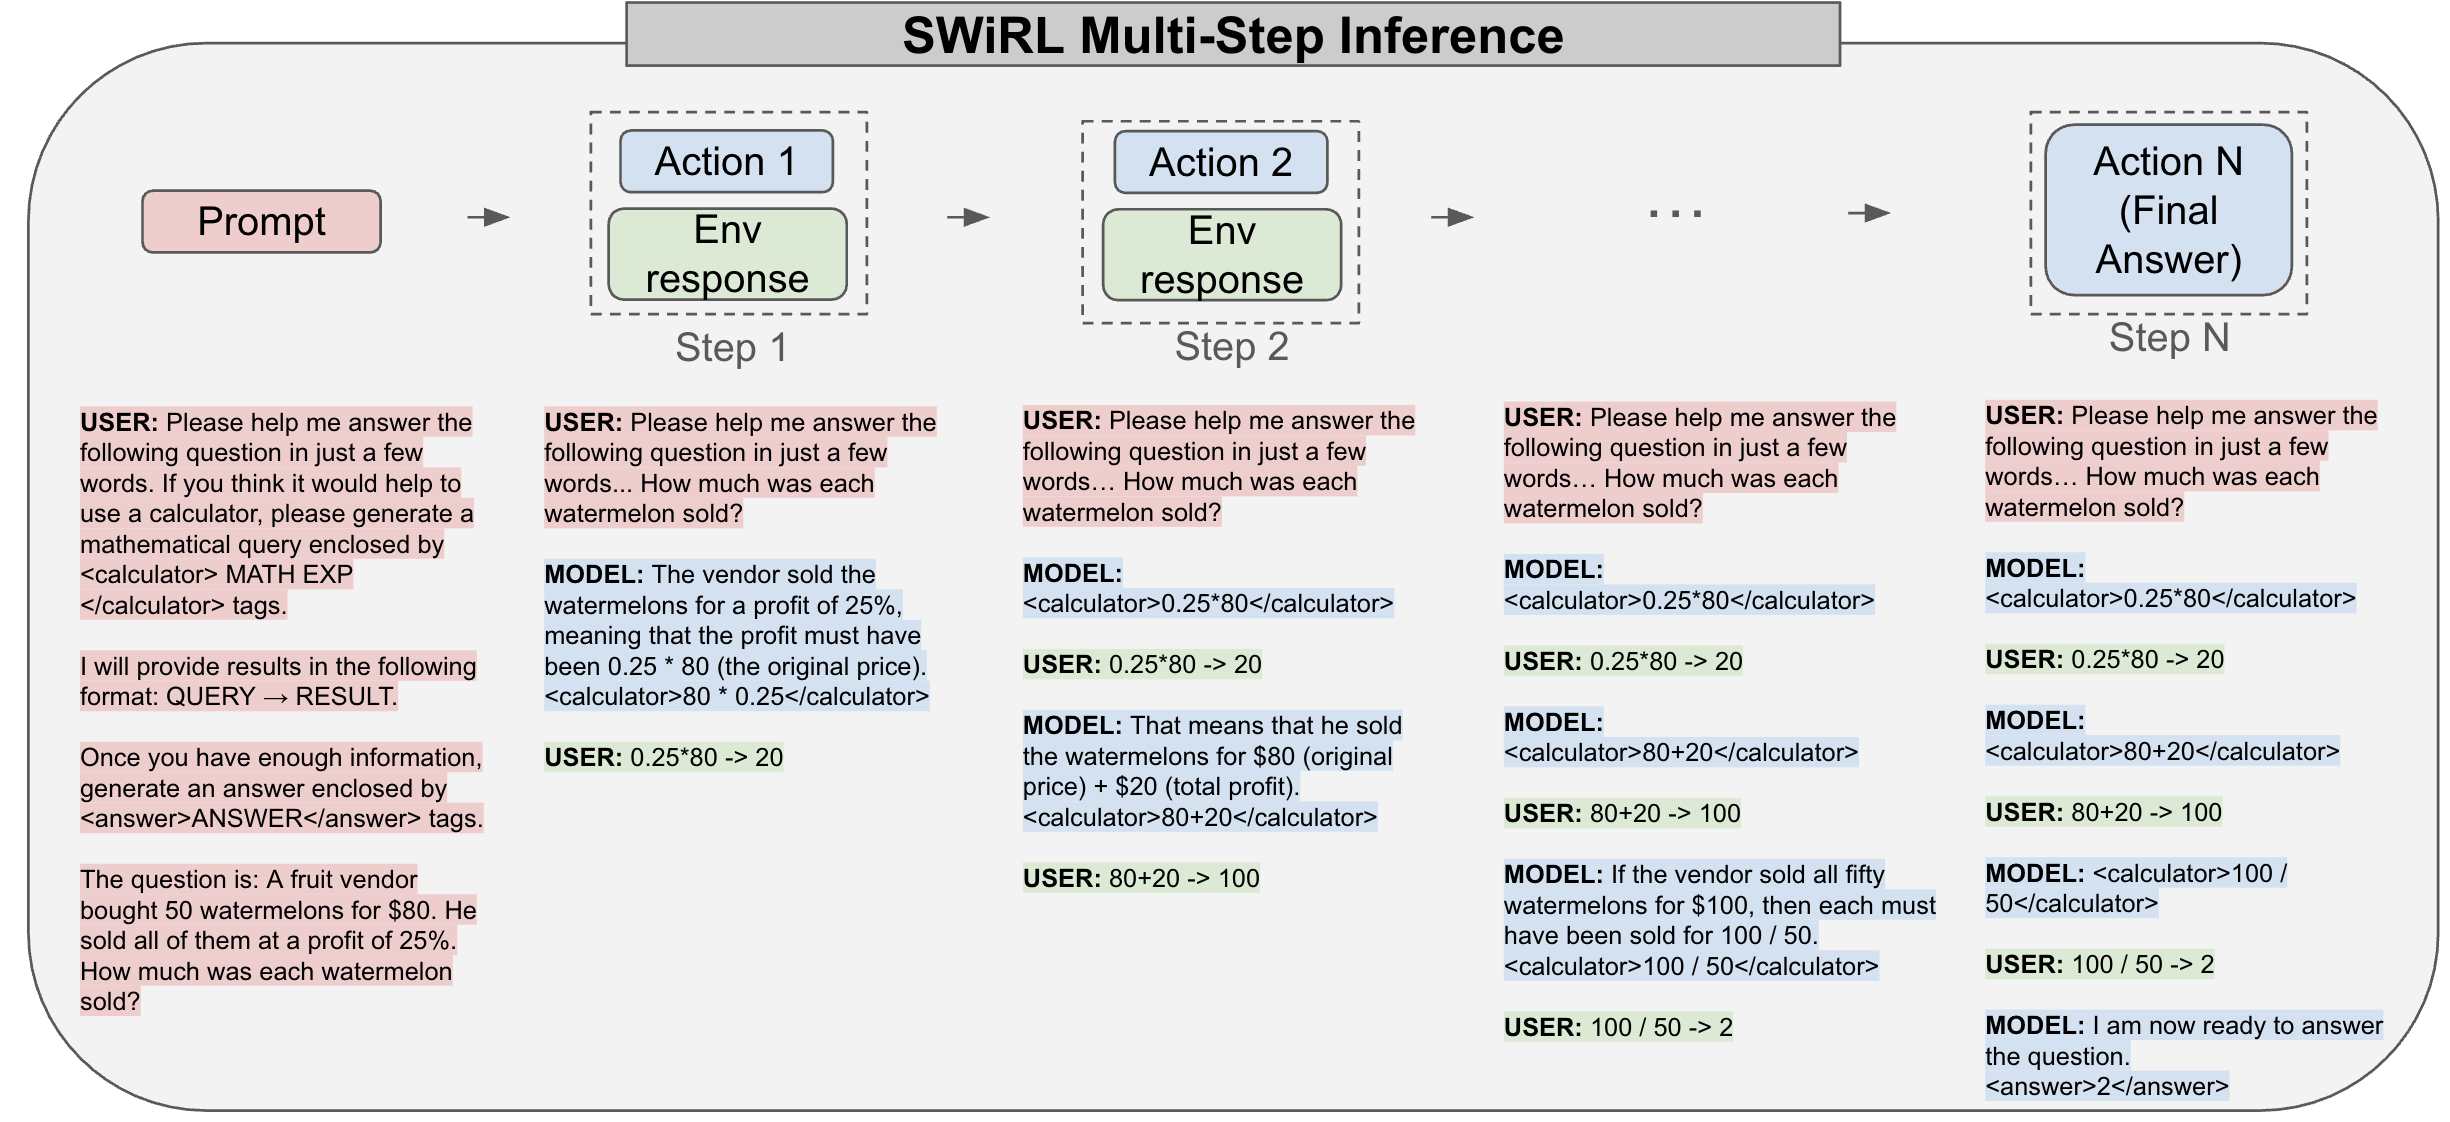 SWiRL Multi-Step Inference
Prompt
Action 1
Env
response
Step 1
Action 2
Env
response
Step 2
...
Action N
(Final
Answer)
Step N
USER: Please help me answer the
following question in just a few
words. If you think it would help to
use a calculator, please generate a
mathematical query enclosed by
<calculator> MATH EXP
</calculator> tags.
I will provide results in the following
format: QUERY → RESULT.
Once you have enough information,
generate an answer enclosed by
<answer>ANSWER</answer> tags.
The question is: A fruit vendor
bought 50 watermelons for $80. He
sold all of them at a profit of 25%.
How much was each watermelon
sold?
USER: Please help me answer the
following question in just a few
words... How much was each
watermelon sold?
MODEL: The vendor sold the
watermelons for a profit of 25%,
meaning that the profit must have
been 0.25 * 80 (the original price).
<calculator>80 * 0.25</calculator>
USER: 0.25*80 -> 20
USER: Please help me answer the
following question in just a few
words… How much was each
watermelon sold?
MODEL:
<calculator>0.25*80</calculator>
USER: 0.25*80 -> 20
MODEL: That means that he sold
the watermelons for $80 (original
price) + $20 (total profit).
<calculator>80+20</calculator>
USER: 80+20 -> 100
USER: Please help me answer the
following question in just a few
words… How much was each
watermelon sold?
MODEL:
<calculator>0.25*80</calculator>
USER: 0.25*80 -> 20
MODEL:
<calculator>80+20</calculator>
USER: 80+20 -> 100
MODEL: If the vendor sold all fifty
watermelons for $100, then each must
have been sold for 100 / 50.
<calculator>100 / 50</calculator>
USER: 100 / 50 -> 2
USER: Please help me answer the
following question in just a few
words… How much was each
watermelon sold?
MODEL:
<calculator>0.25*80</calculator>
USER: 0.25*80 -> 20
MODEL:
<calculator>80+20</calculator>
USER: 80+20 -> 100
MODEL: <calculator>100 /
50</calculator>
USER: 100 / 50 -> 2
MODEL: I am now ready to answer
the question.
<answer>2</answer>